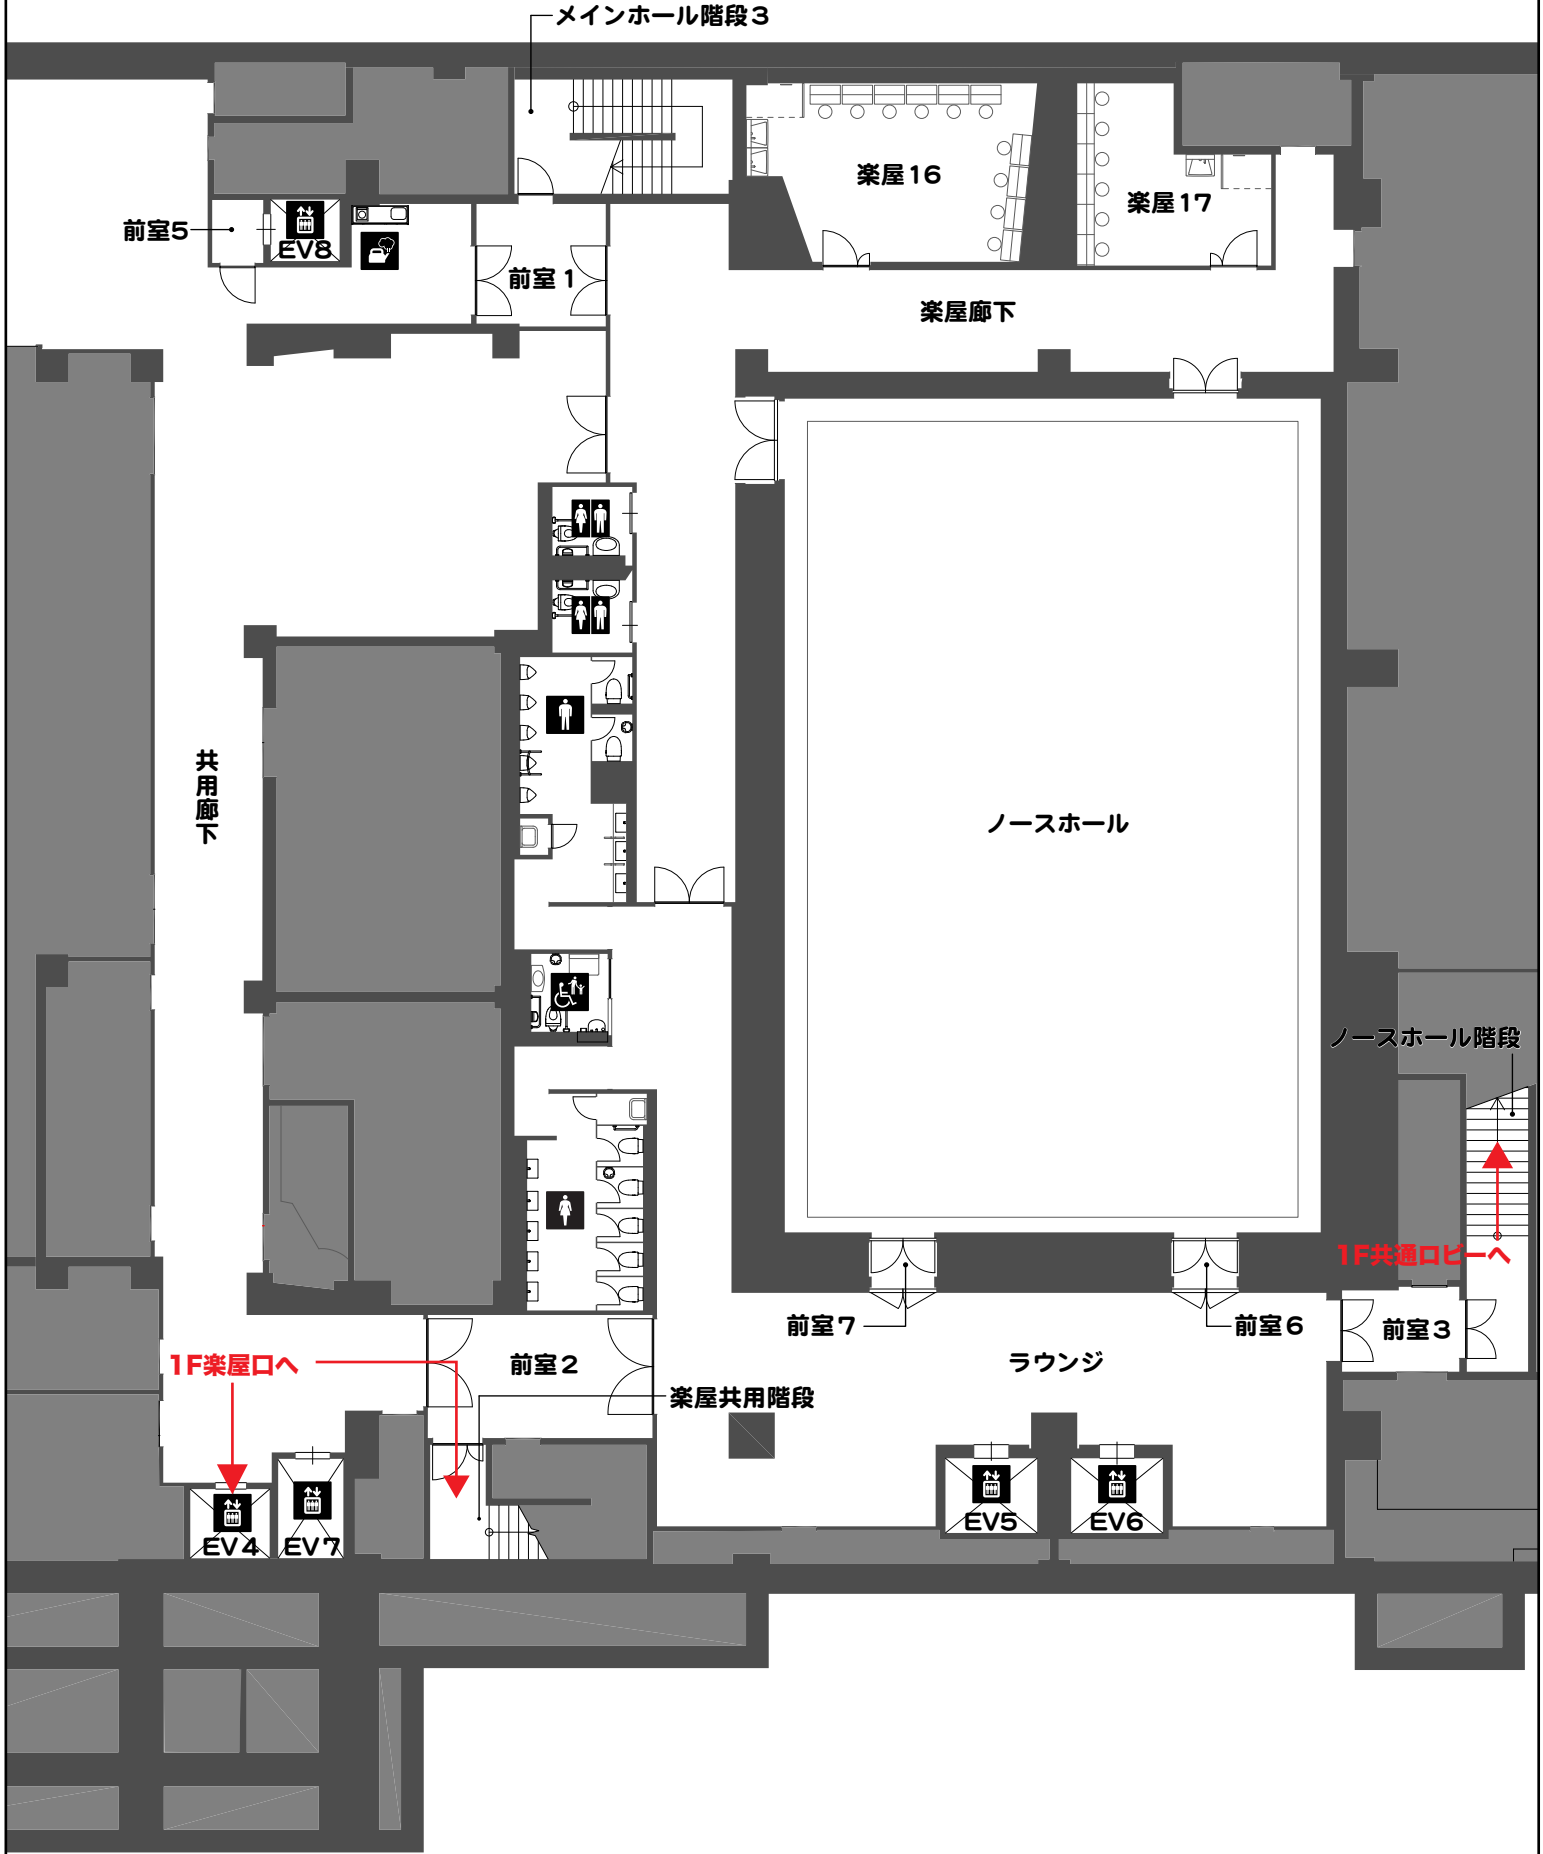 メインホール階段3
楽屋16
楽屋17
前室5
EV8
前室1
楽屋廊下
共用廊下
ノースホール
ノースホール階段
1F共通ロビーへ
前室7
前室6
前室3
1F楽屋口へ
前室2
ラウンジ
楽屋共用階段
EV4
EV7
EV5
EV6